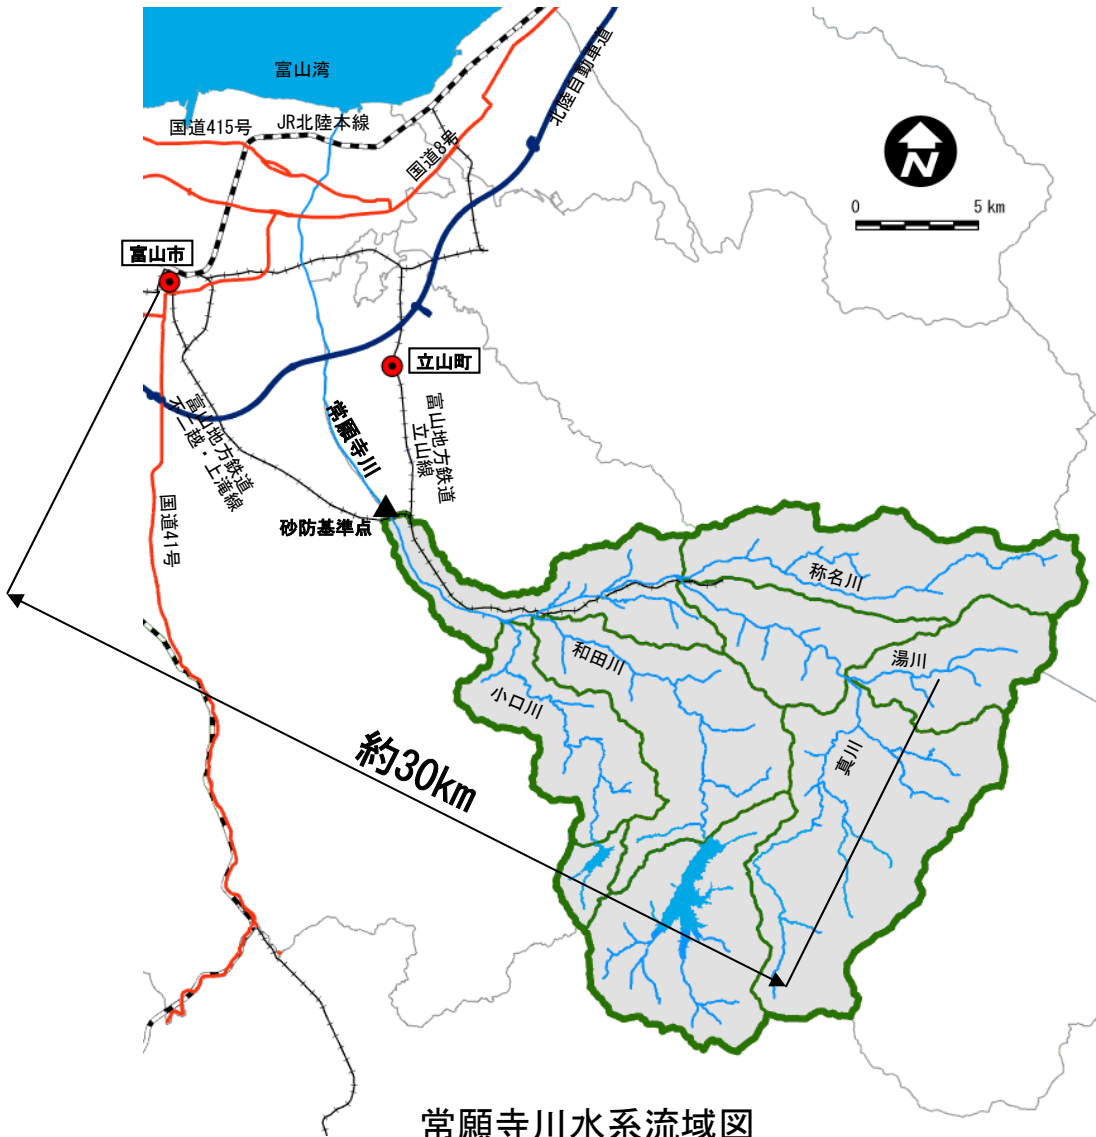 富山湾
北陸自動車道
国道415号
JR北陸本線
国道8号
N
0
5 km
富山市
立山町
常願寺川
富山地方鉄道
不二越・上滝線
富山地方鉄道
立山線
国道41号
砂防基準点
称名川
和田川
湯川
小口川
真川
約30km
常願寺川水系流域図